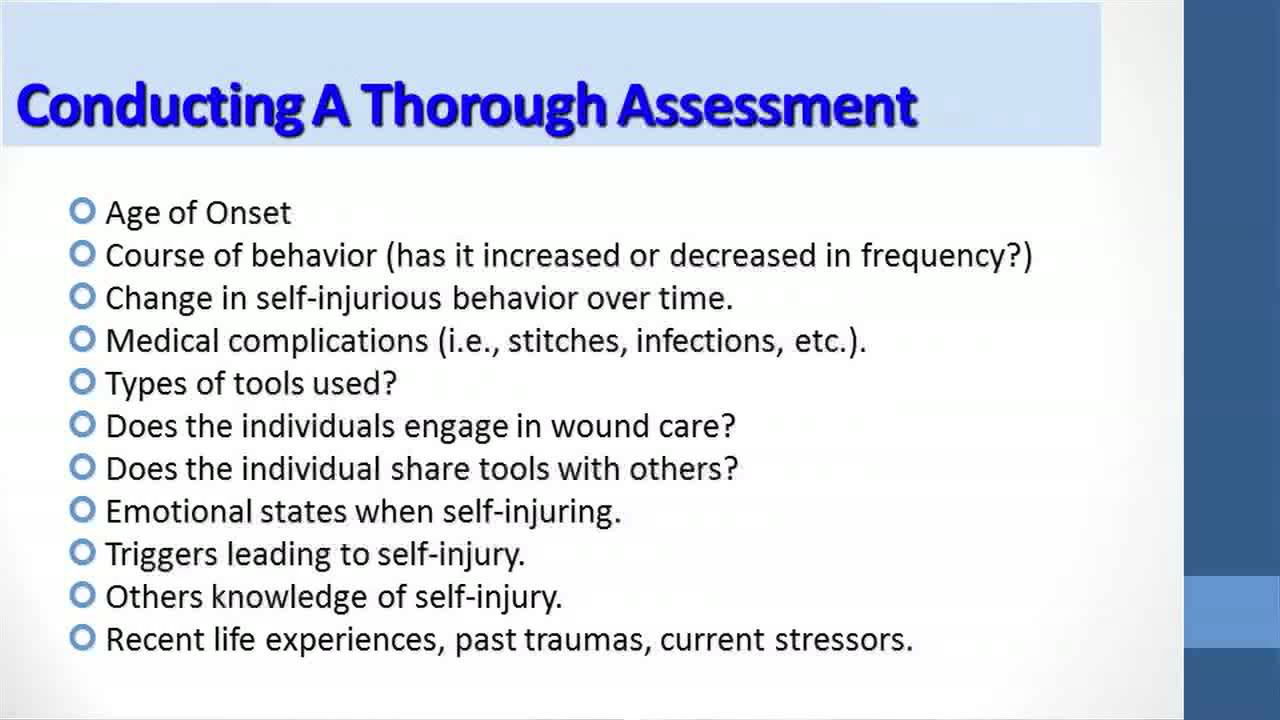 Conducting A Thorough Assessment
Age of Onset
Course of behavior (has it increased or decreased in frequency?)
Change in self-injurious behavior over time.
Medical complications (i.e., stitches, infections, etc.).
Types of tools used?
Does the individuals engage in wound care?
Does the individual share tools with others?
Emotional states when self-injuring.
Triggers leading to self-injury.
Others knowledge of self-injury.
Recent life experiences, past traumas, current stressors.